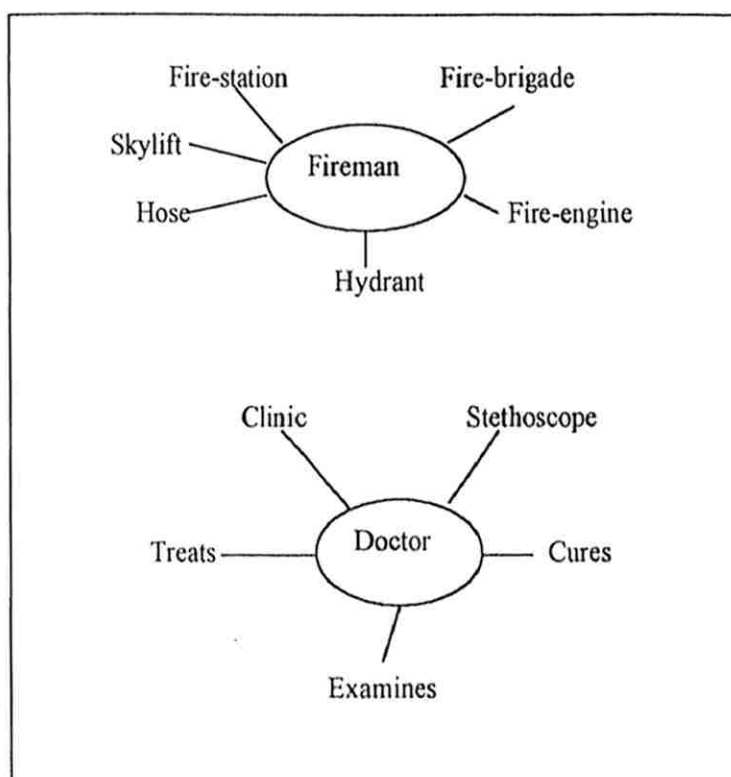 Fire-station Fire-brigade
Skylift
Fireman
Hose
Fire-engine
Hydrant
Clinic Stethoscope
Treats
Doctor
Cures
Examines